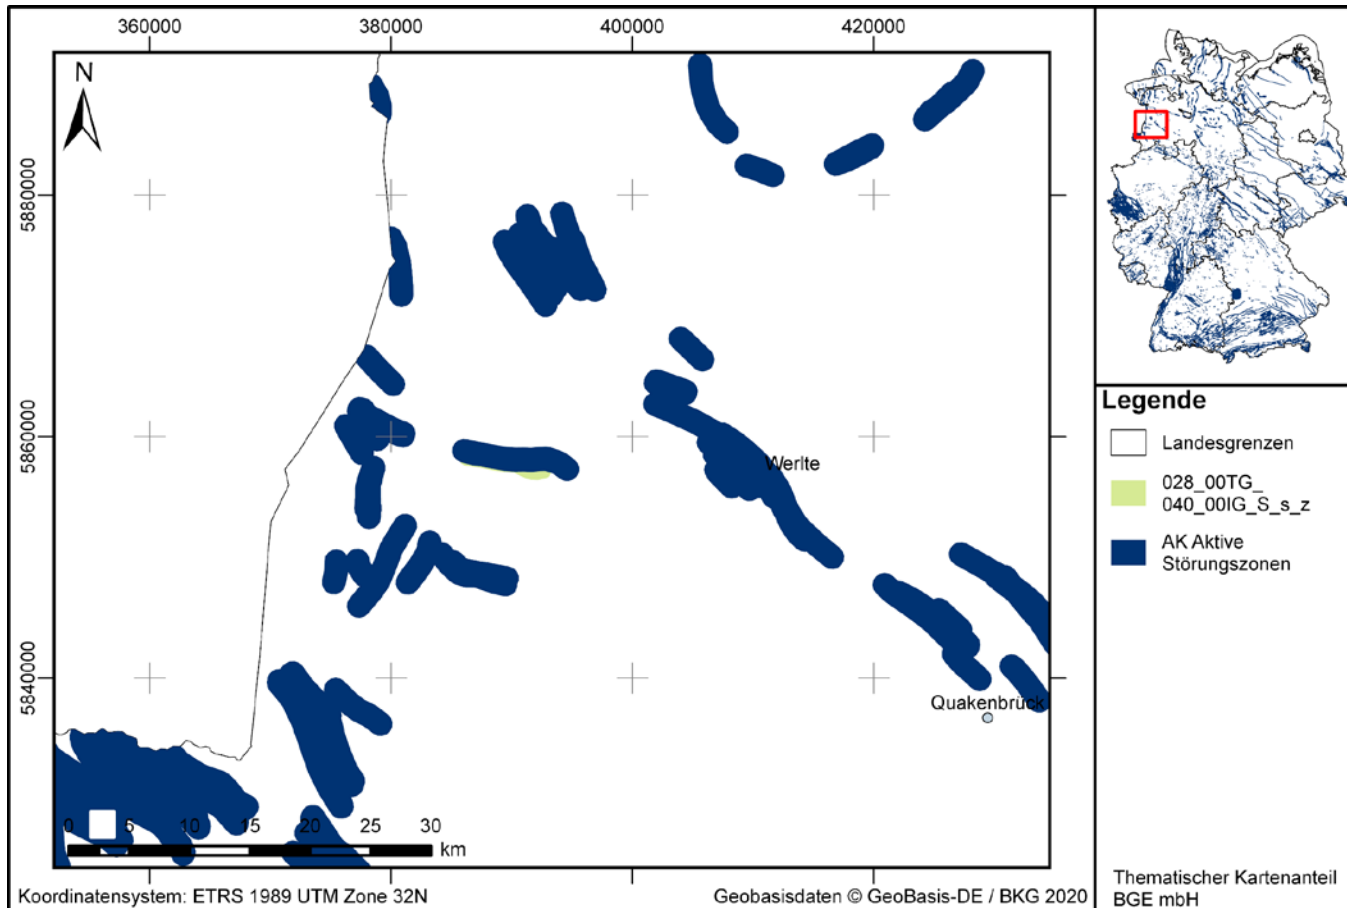 360000
380000
400000
420000
N
5880000
5860000
5840000
Werlte
Quakenbrück
0 5 10 15 20 25 30
km
Koordinatensystem: ETRS 1989 UTM Zone 32N
Geobasisdaten © GeoBasis-DE / BKG 2020
Legende
Landesgrenzen
028_00TG_
040_00IG_S_s_z
AK Aktive
Störungszonen
Thematischer Kartenanteil
BGE mbH